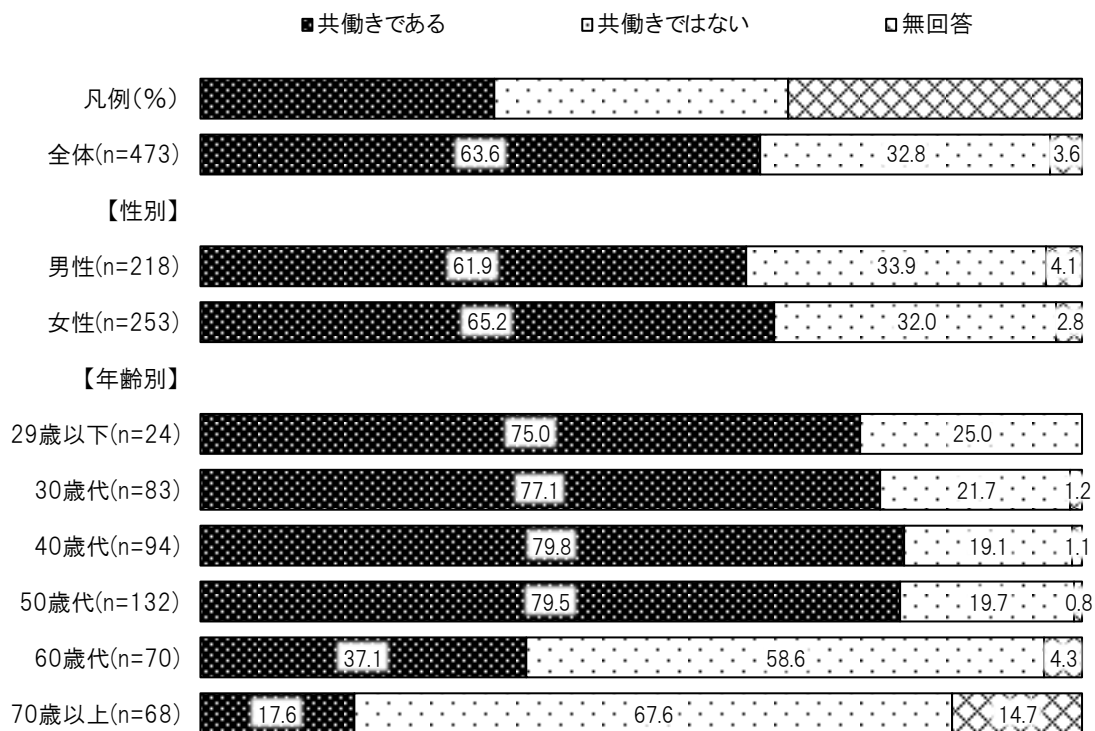 共働きである 共働きではない 無回答
凡例(%)
全体(n=473) 63.6 32.8 3.6
【性別】
男性(n=218) 61.9 33.9 4.1
女性(n=253) 65.2 32.0 2.8
【年齢別】
29歳以下(n=24) 75.0 25.0
30歳代(n=83) 77.1 21.7 1.2
40歳代(n=94) 79.8 19.1 1.1
50歳代(n=132) 79.5 19.7 0.8
60歳代(n=70) 37.1 58.6 4.3
70歳以上(n=68) 17.6 67.6 14.7